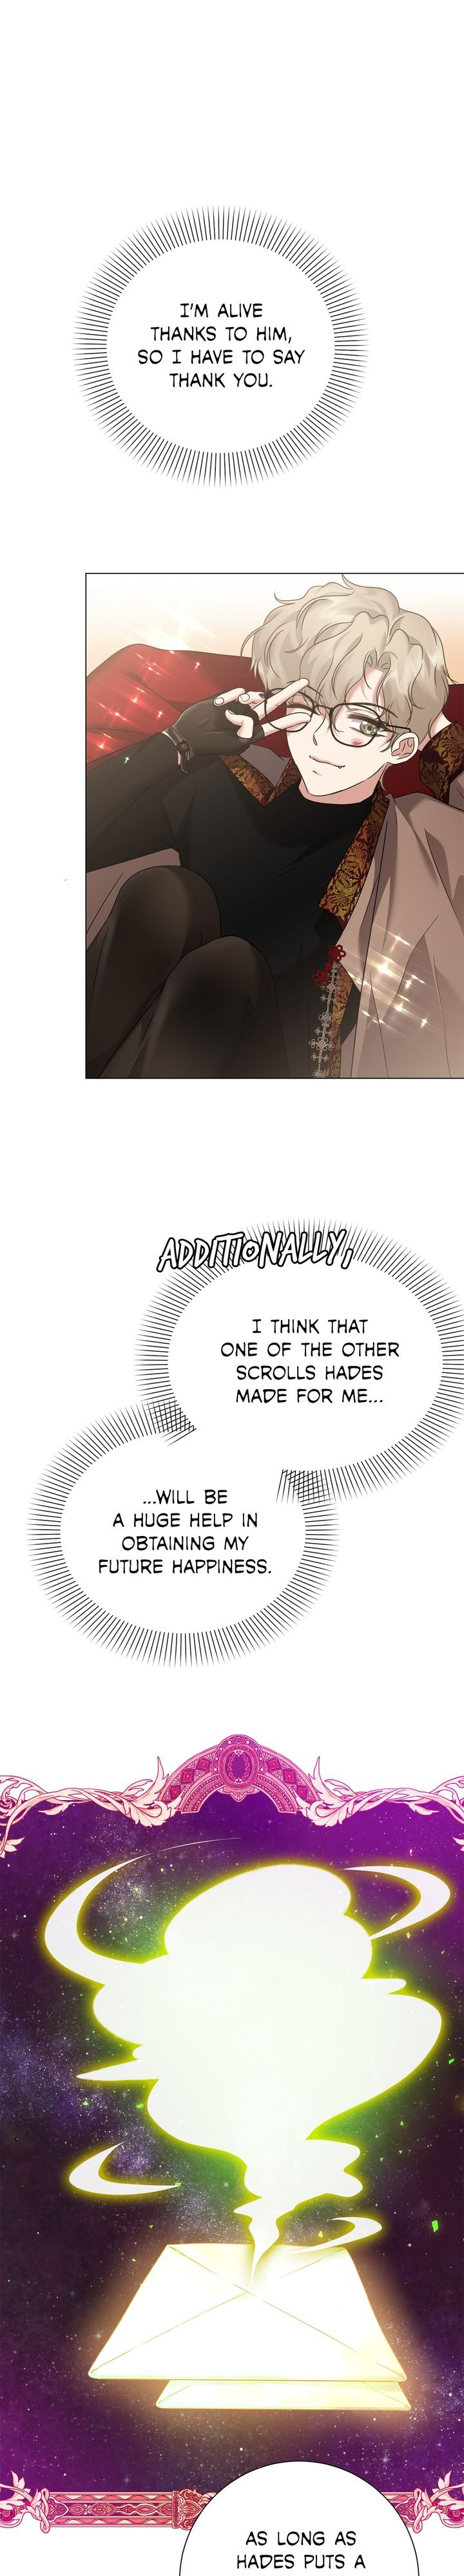 I'M ALIVE
THANKS TO HIM,
SO I HAVE TO SAY
THANK YOU.
ADDITIONALLY,
I THINK THAT
ONE OF THE OTHER
SCROLLS HADES
MADE FOR ME...
...WILL BE
A HUGE HELP IN
OBTAINING MY
FUTURE HAPPINESS.
AS LONG AS
HADES PUTS A